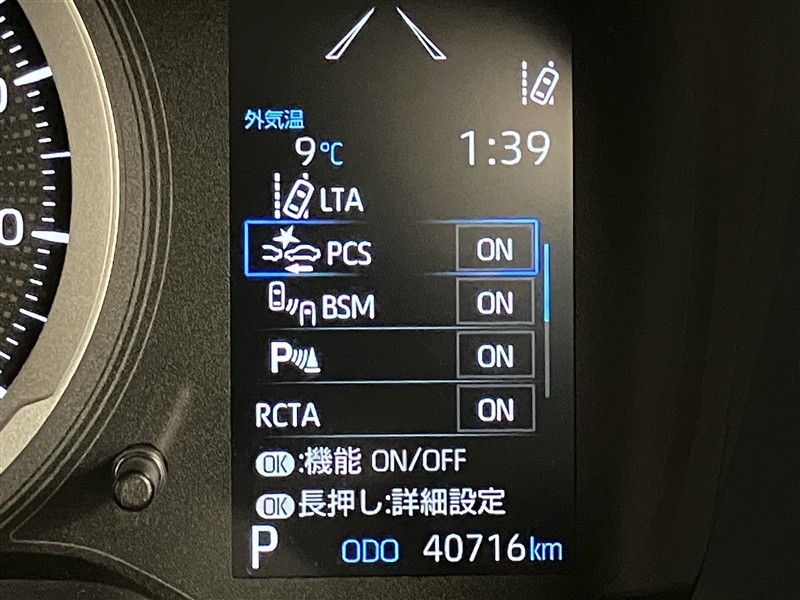 外気温
9℃ 1:39
LTA
PCS ON
BSM ON
P ON
RCTA ON
OK:機能 ON/OFF
OK長押し:詳細設定
P ODO 40716km